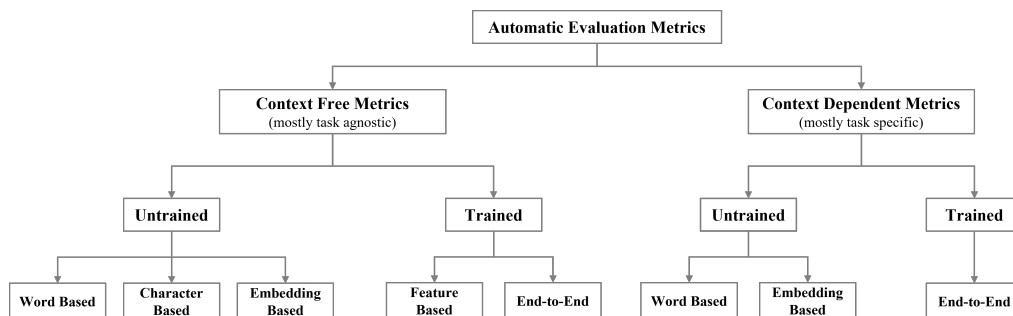 Automatic Evaluation Metrics
Context Free Metrics
(mostly task agnostic)
Context Dependent Metrics
(mostly task specific)
Untrained
Trained
Untrained
Trained
Word Based
Character
Based
Embedding
Based
Feature
Based
End-to-End
Word Based
Embedding
Based
End-to-End